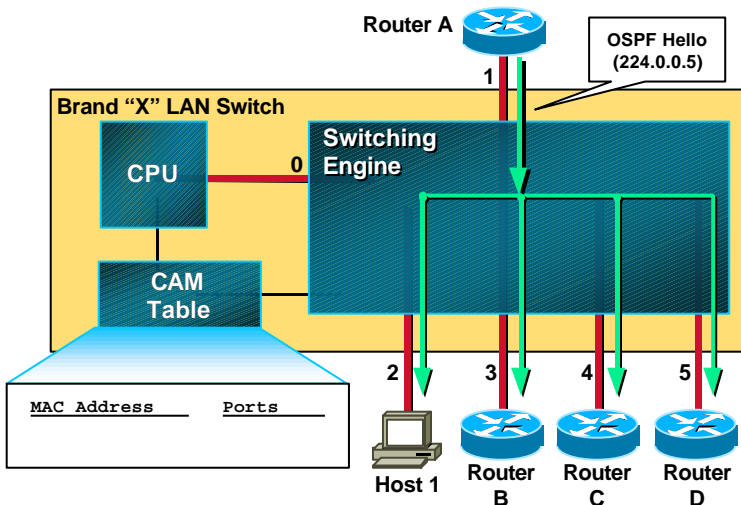 Router A
OSPF Hello
(224.0.0.5)
1
Brand “X” LAN Switch
Switching
Engine
CPU
0
CAM
Table
2
3
4
5
MAC Address Ports
Host 1
Router
B
Router
C
Router
D